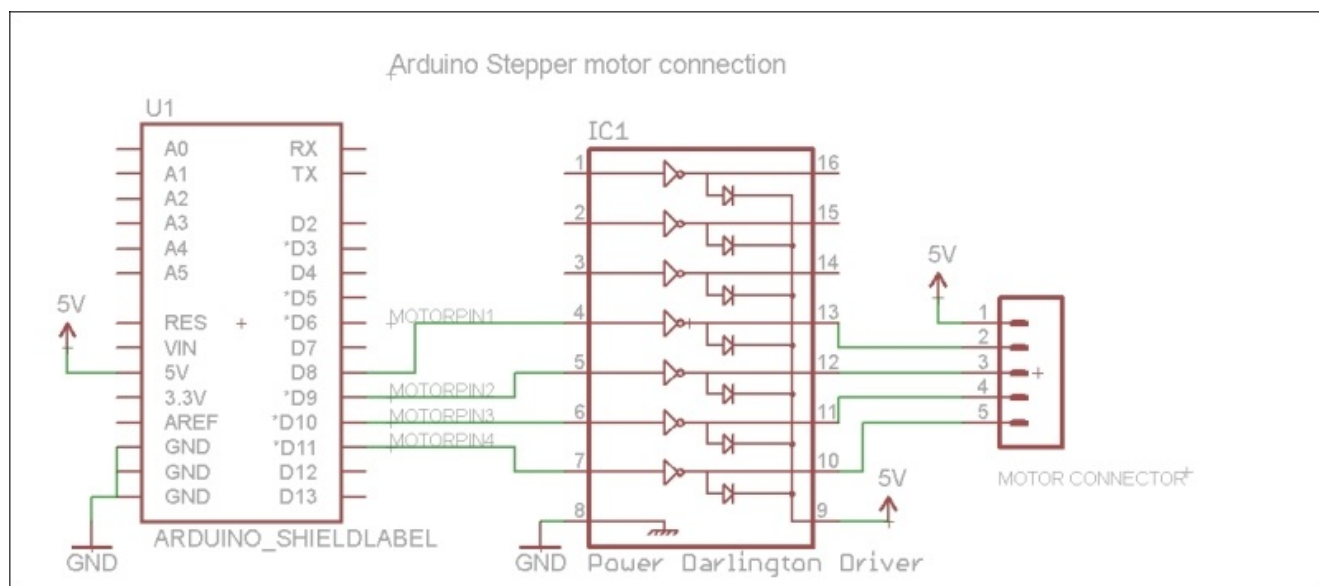 Arduino Stepper motor connection
U1
A0 RX
A1 TX
A2
A3 D2
A4 *D3
A5 D4
*D5
RES *D6
VIN D7
5V D8
3.3V *D9
AREF *D10
GND *D11
GND D12
GND D13
ARDUINO_SHIELDLABEL
5V
GND
MOTORPIN1
MOTORPIN2
MOTORPIN3
MOTORPIN4
IC1
1 16
2 15
3 14
4 13
5 12
6 11
7 10
8 9
GND
Power Darlington Driver
5V
5V
1
2
3
4
5
MOTOR CONNECTOR